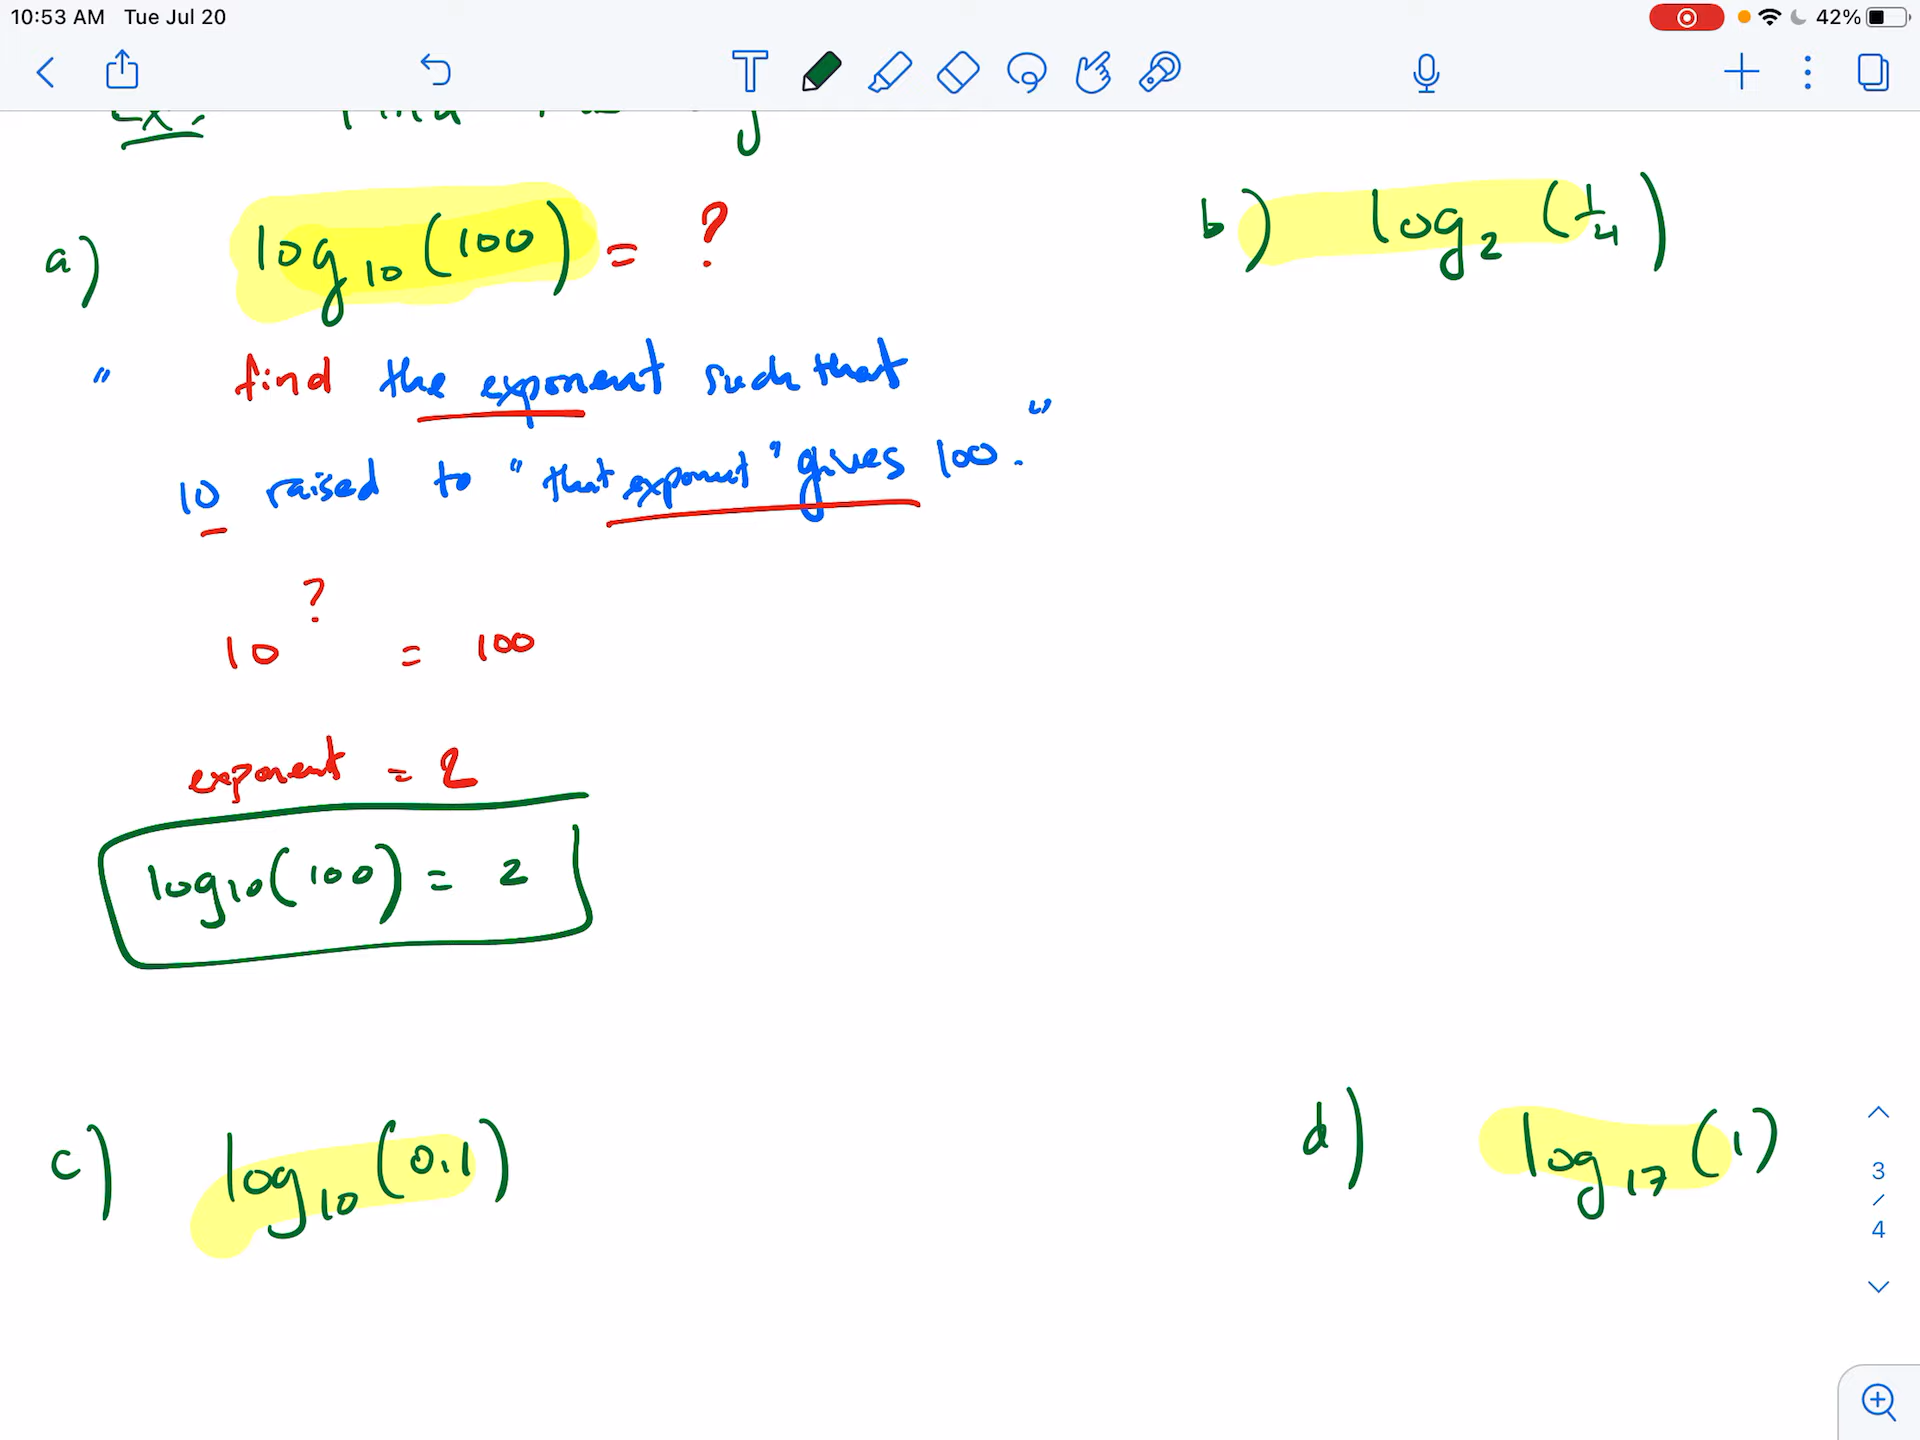 10:53 AM Tue Jul 20
42%
T
Ex:
a) log₁₀(100) = ?
" find the exponent such that
10 raised to "that exponent" gives 100. "
10^? = 100
exponent = 2
log₁₀(100) = 2
b) log₂(1/4)
c) log₁₀(0.1)
d) log₁₇(1)
3
/
4